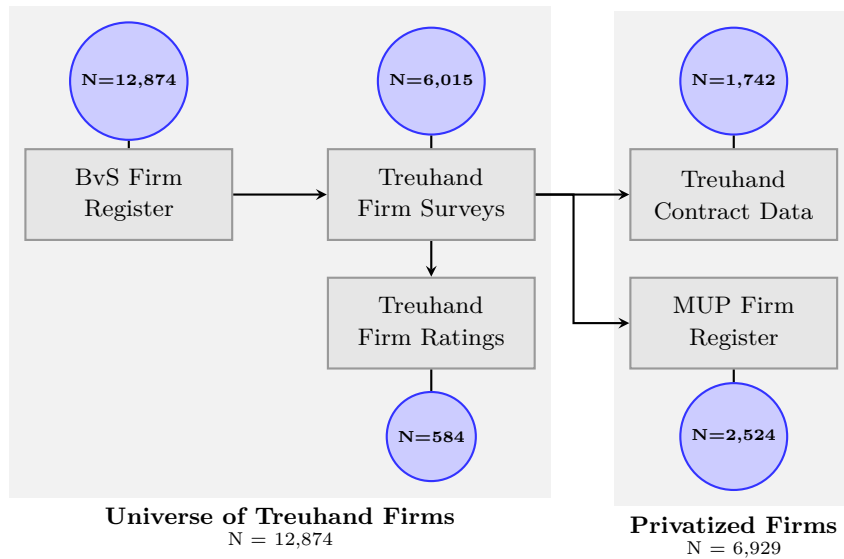 N=12,874
N=6,015
N=1,742
BvS Firm
Register
Treuhand
Firm Surveys
Treuhand
Contract Data
Treuhand
Firm Ratings
MUP Firm
Register
N=584
N=2,524
Universe of Treuhand Firms
N = 12,874
Privatized Firms
N = 6,929